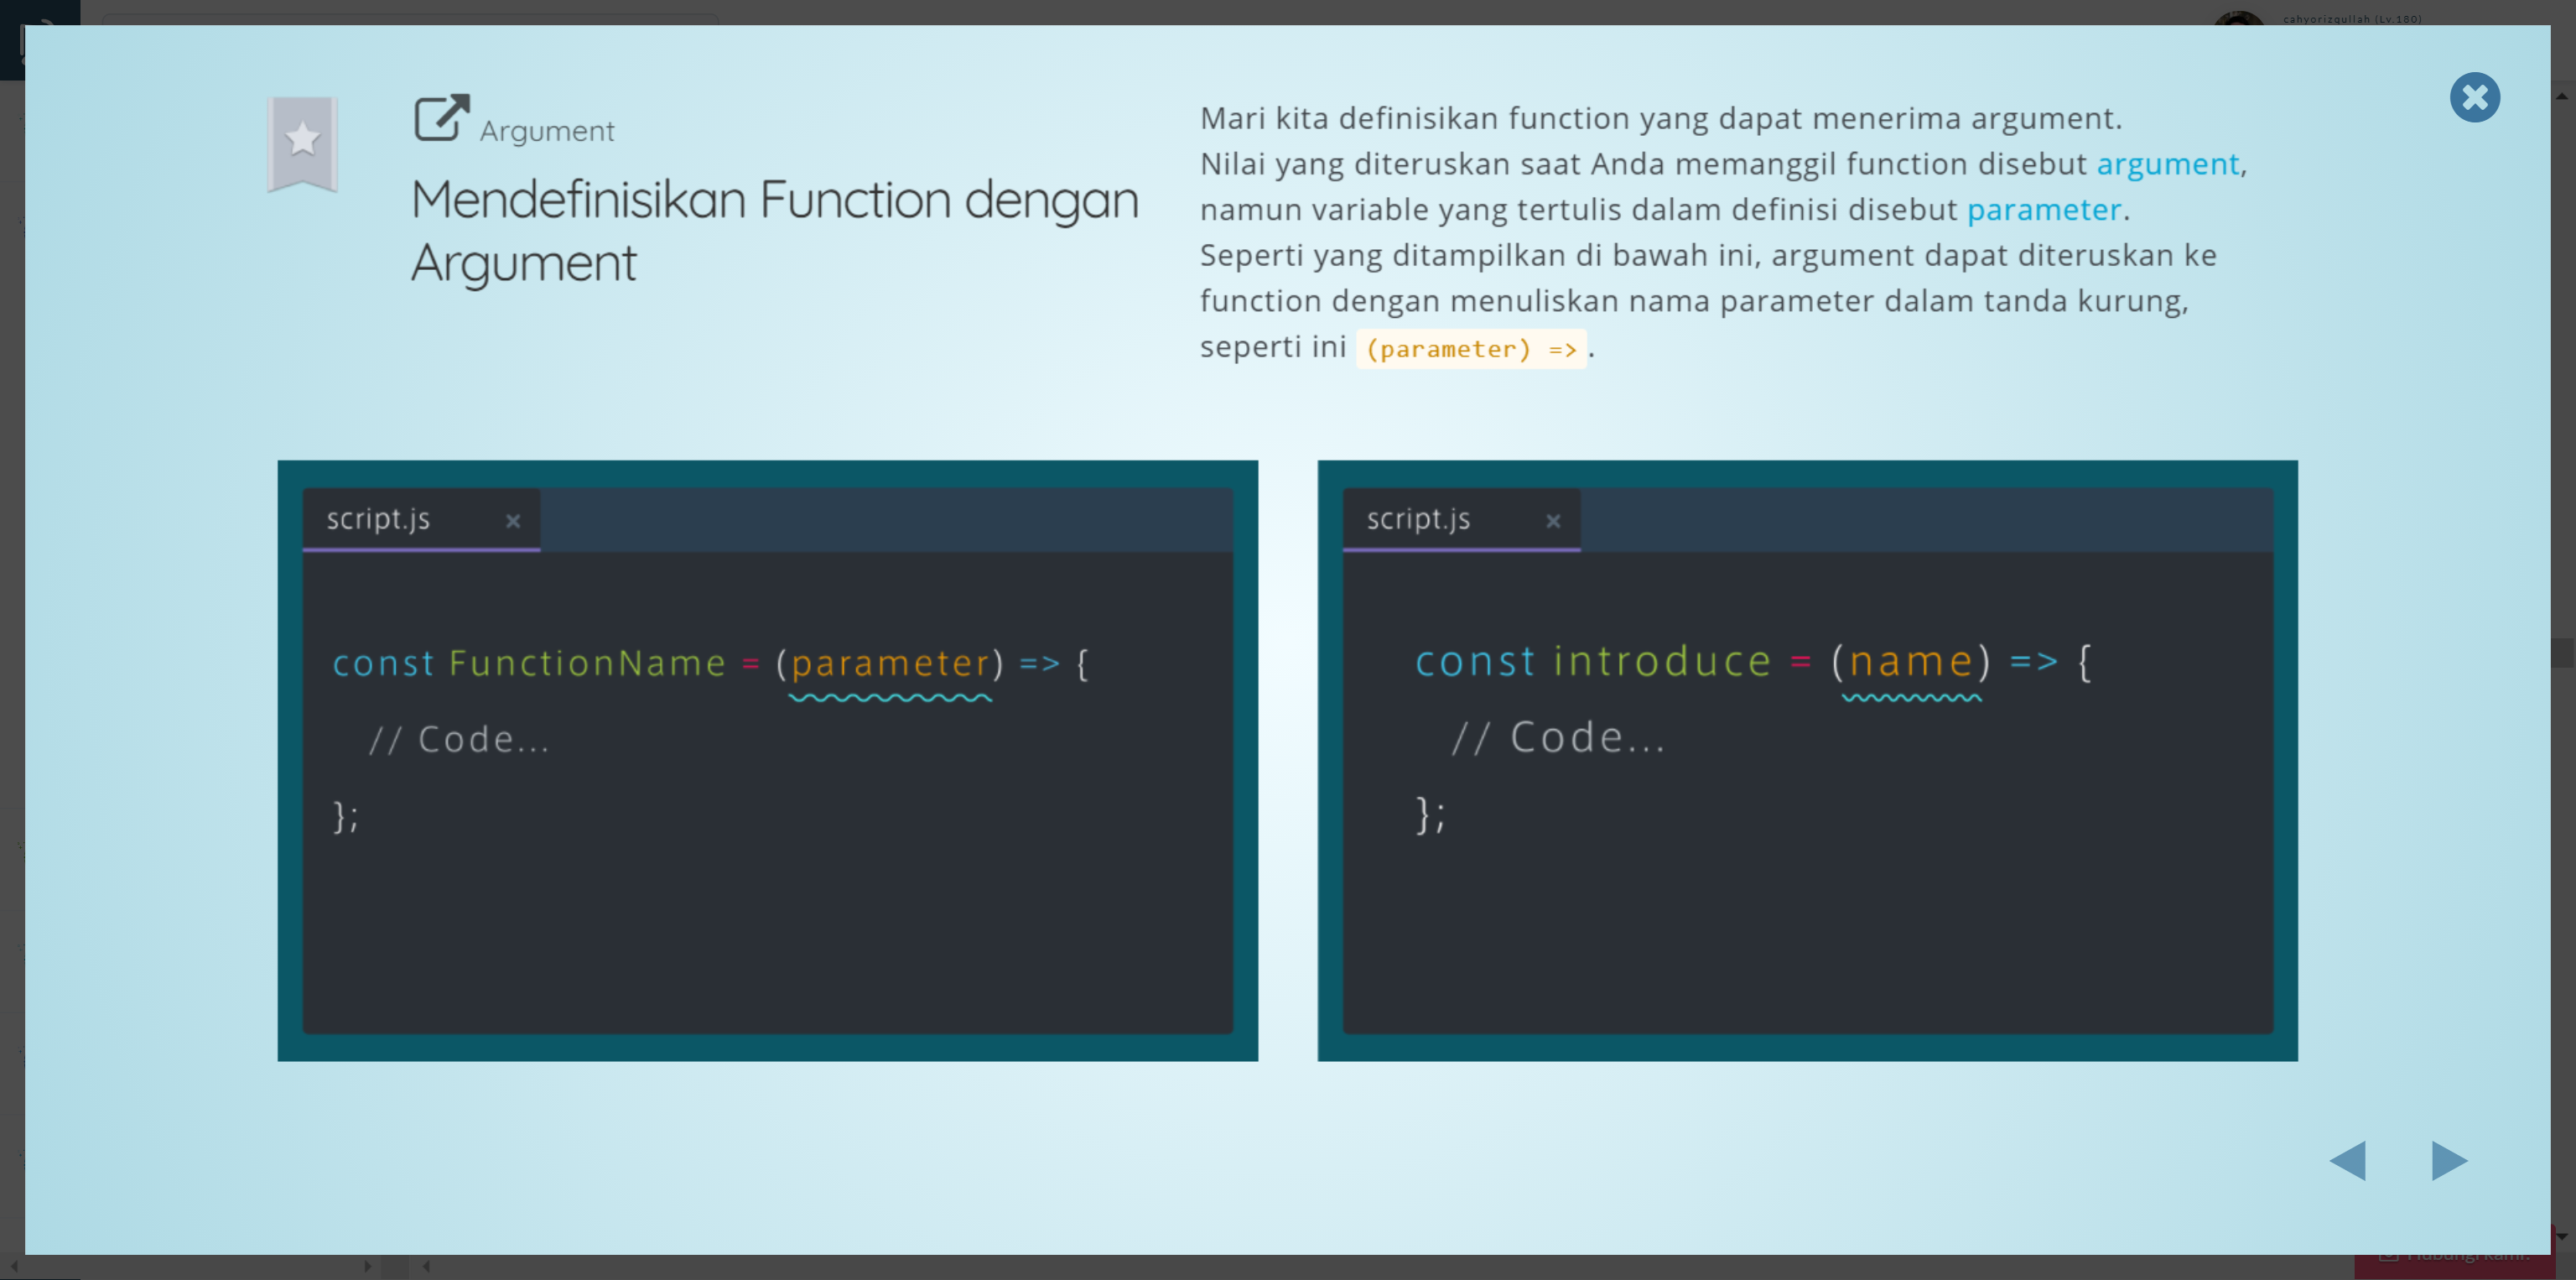 cahyorizqullah (Lv.180)
Argument
Mendefinisikan Function dengan
Argument
Mari kita definisikan function yang dapat menerima argument.
Nilai yang diteruskan saat Anda memanggil function disebut argument,
namun variable yang tertulis dalam definisi disebut parameter.
Seperti yang ditampilkan di bawah ini, argument dapat diteruskan ke
function dengan menuliskan nama parameter dalam tanda kurung,
seperti ini (parameter) => .
script.js ×
const FunctionName = (parameter) => {
// Code...
};
script.js ×
const introduce = (name) => {
// Code...
};